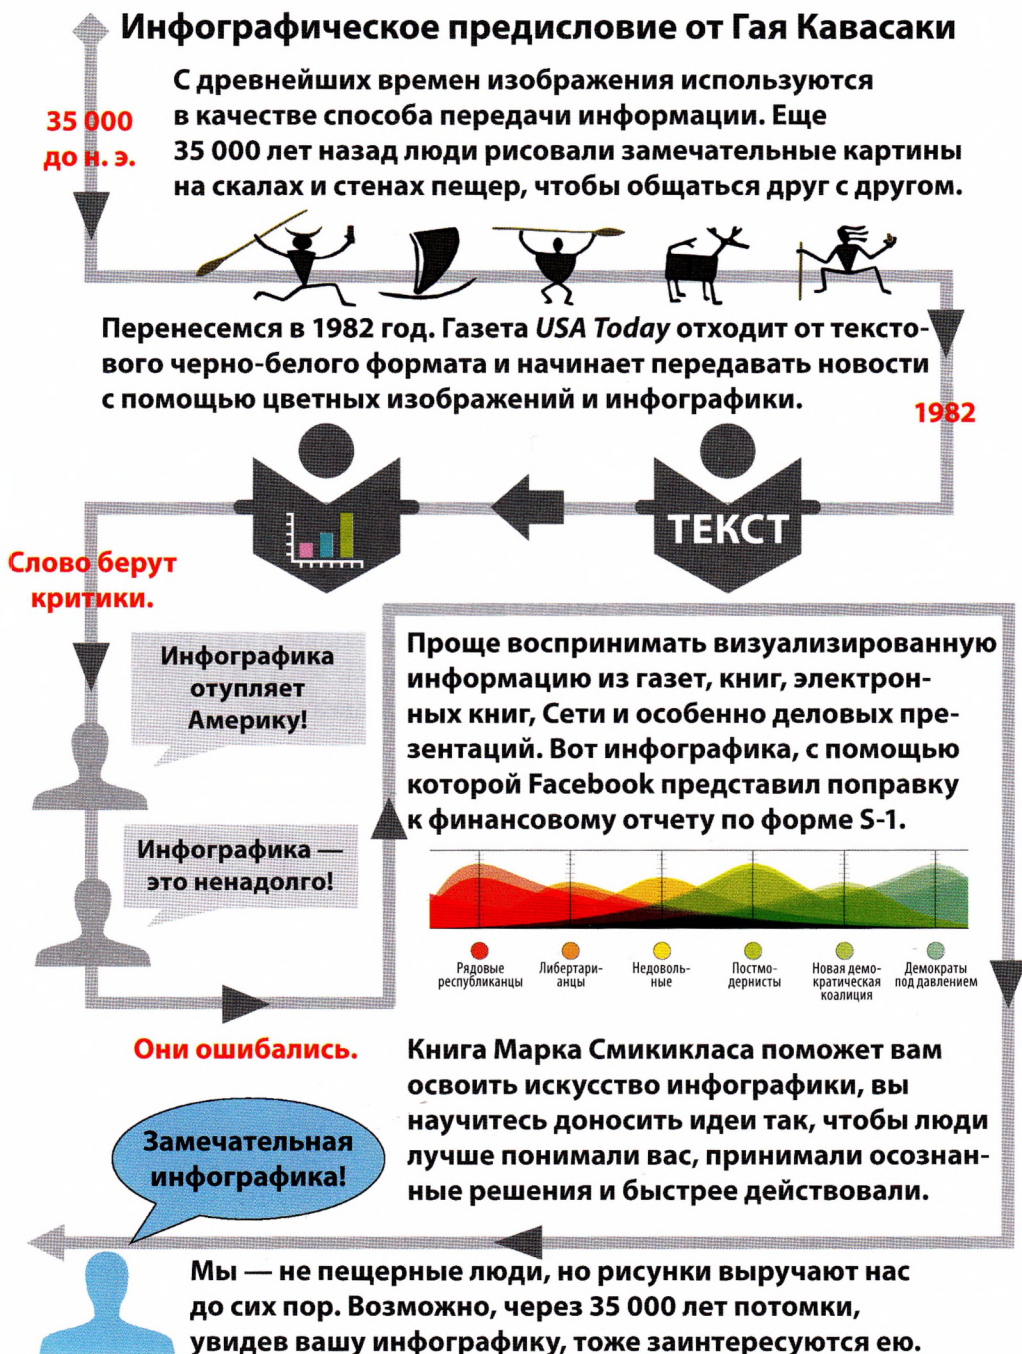 Инфографическое предисловие от Гая Кавасаки
С древнейших времен изображения используются
в качестве способа передачи информации. Еще
35 000 лет назад люди рисовали замечательные картины
на скалах и стенах пещер, чтобы общаться друг с другом.
35 000
до н. э.
Перенесемся в 1982 год. Газета USA Today отходит от тексто-
вого черно-белого формата и начинает передавать новости
с помощью цветных изображений и инфографики.
1982
ТЕКСТ
Слово берут
критики.
Инфографика
отупляет
Америку!
Инфографика —
это ненадолго!
Проще воспринимать визуализированную
информацию из газет, книг, электрон-
ных книг, Сети и особенно деловых пре-
зентаций. Вот инфографика, с помощью
которой Facebook представил поправку
к финансовому отчету по форме S-1.
Рядовые
республиканцы
Либертари-
анцы
Недоволь-
ные
Постмо-
дернисты
Новая демо-
кратическая
коалиция
Демократы
под давлением
Они ошибались.
Книга Марка Смикикласа поможет вам
освоить искусство инфографики, вы
научитесь доносить идеи так, чтобы люди
лучше понимали вас, принимали осознан-
ные решения и быстрее действовали.
Замечательная
инфографика!
Мы — не пещерные люди, но рисунки выручают нас
до сих пор. Возможно, через 35 000 лет потомки,
увидев вашу инфографику, тоже заинтересуются ею.